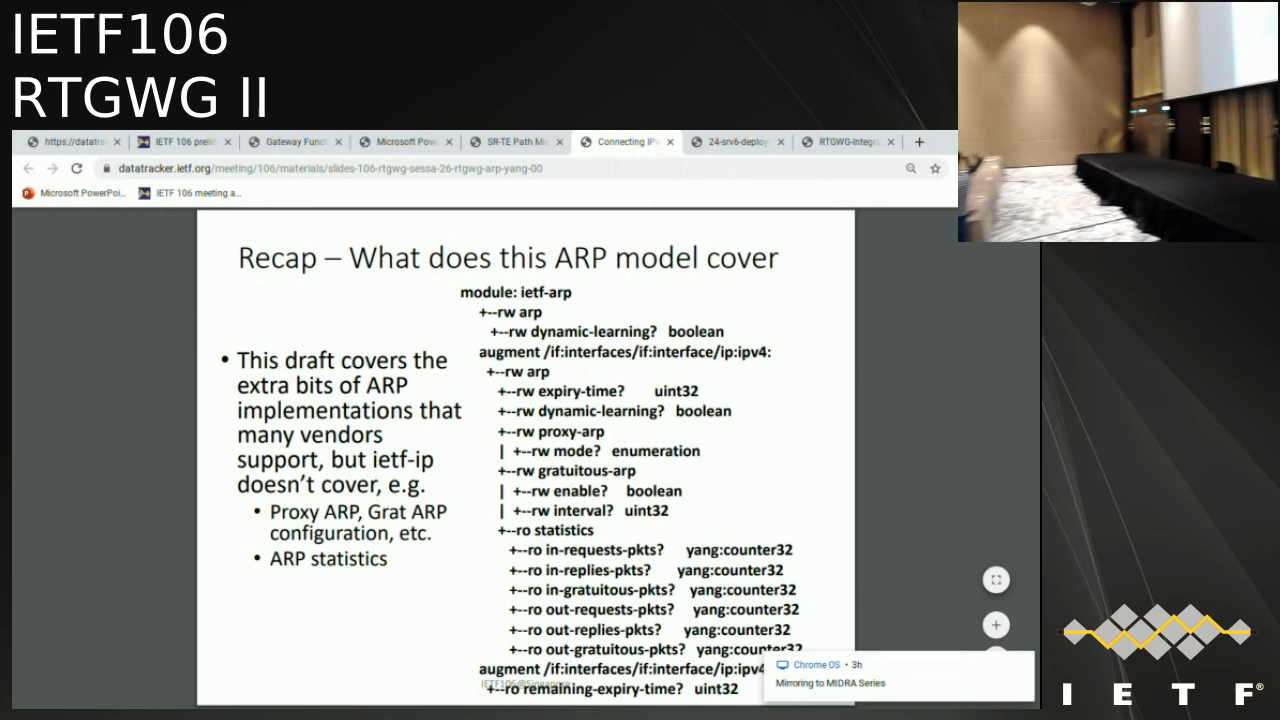 IETF106
RTGWG II
https://datatra
IETF 106 prelim
Gateway Funct
Microsoft Powe
SR-TE Path Mi
Connecting IPv
24-srv6-deploy
RTGWG-Integra
datatracker.ietf.org/meeting/106/materials/slides-106-rtgwg-sessa-26-rtgwg-arp-yang-00
Microsoft PowerPoi...
IETF 106 meeting a...
Recap – What does this ARP model cover
• This draft covers the
extra bits of ARP
implementations that
many vendors
support, but ietf-ip
doesn't cover, e.g.
• Proxy ARP, Grat ARP
configuration, etc.
• ARP statistics
module: ietf-arp
+--rw arp
+--rw dynamic-learning? boolean
augment /if:interfaces/if:interface/ip:ipv4:
+--rw arp
+--rw expiry-time? uint32
+--rw dynamic-learning? boolean
+--rw proxy-arp
| +--rw mode? enumeration
+--rw gratuitous-arp
| +--rw enable? boolean
| +--rw interval? uint32
+--ro statistics
+--ro in-requests-pkts? yang:counter32
+--ro in-replies-pkts? yang:counter32
+--ro in-gratuitous-pkts? yang:counter32
+--ro out-requests-pkts? yang:counter32
+--ro out-replies-pkts? yang:counter32
+--ro out-gratuitous-pkts? yang:counter32
augment /if:interfaces/if:interface/ip:ipv4
+--ro remaining-expiry-time? uint32
IETF106@Singapore
Chrome OS • 3h
Mirroring to MIDRA Series
I E T F®